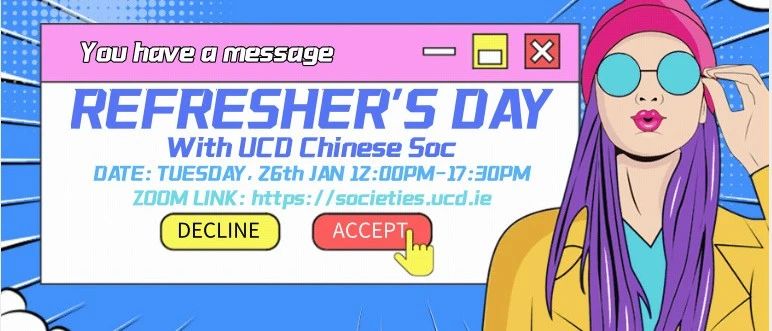 You have a message
REFRESHER'S DAY
With UCD Chinese Soc
DATE: TUESDAY, 26th JAN 12:00PM-17:30PM
ZOOM LINK: https://societies.ucd.ie
DECLINE
ACCEPT